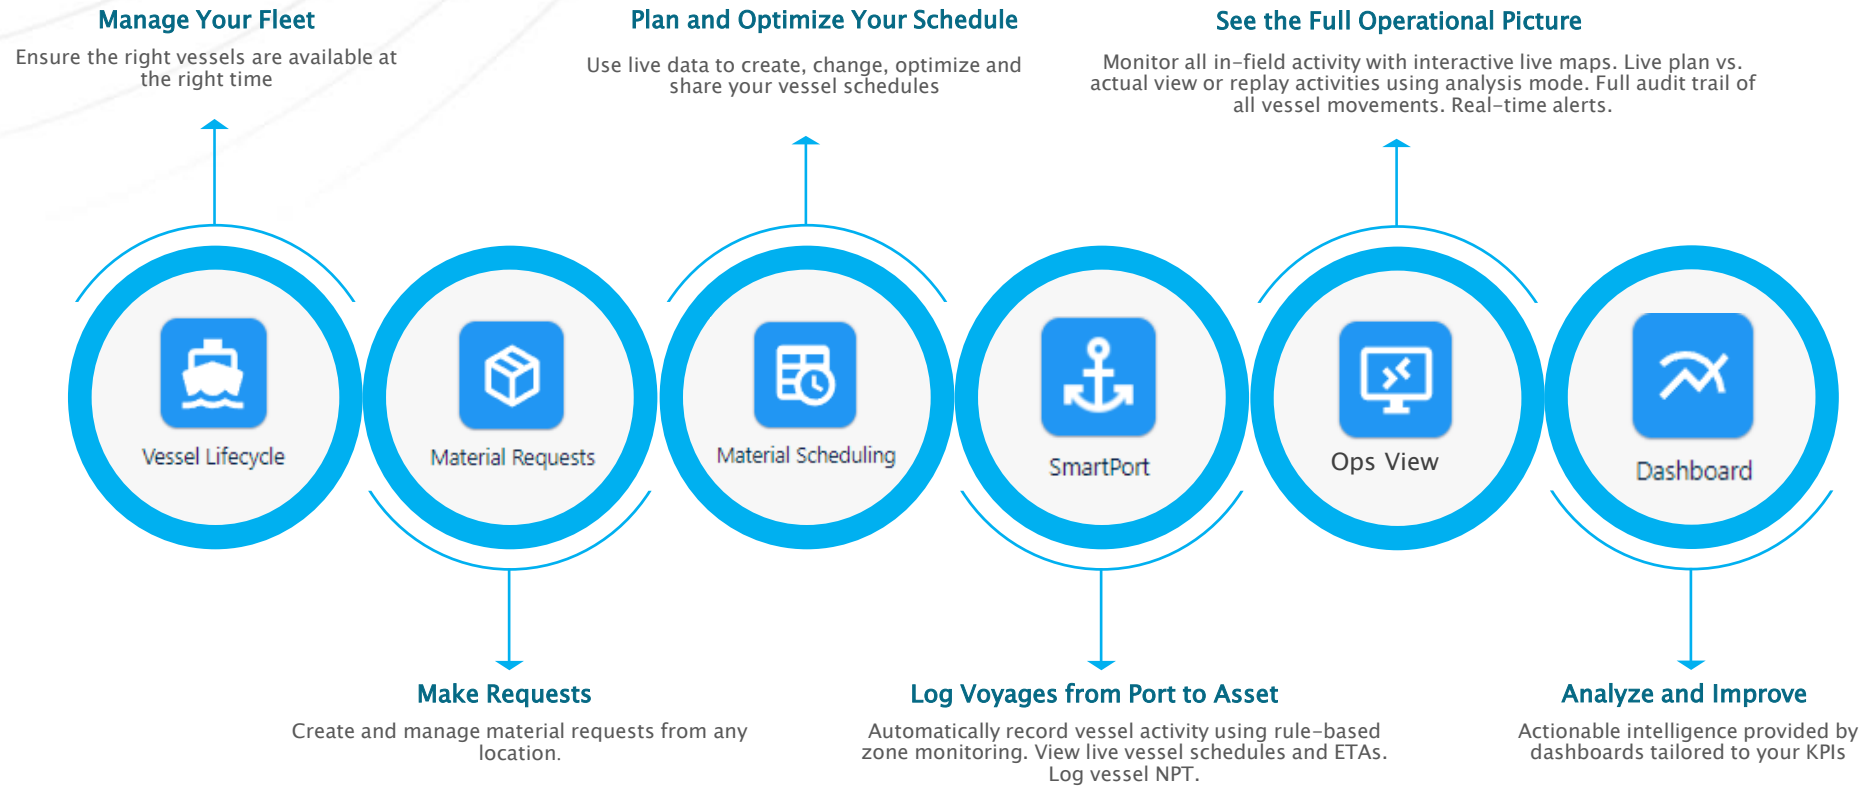 Manage Your Fleet
Ensure the right vessels are available at
the right time
Plan and Optimize Your Schedule
Use live data to create, change, optimize and
share your vessel schedules
See the Full Operational Picture
Monitor all in-field activity with interactive live maps. Live plan vs.
actual view or replay activities using analysis mode. Full audit trail of
all vessel movements. Real-time alerts.
Vessel Lifecycle
Material Requests
Material Scheduling
SmartPort
Ops View
Dashboard
Make Requests
Create and manage material requests from any
location.
Log Voyages from Port to Asset
Automatically record vessel activity using rule-based
zone monitoring. View live vessel schedules and ETAs.
Log vessel NPT.
Analyze and Improve
Actionable intelligence provided by
dashboards tailored to your KPIs